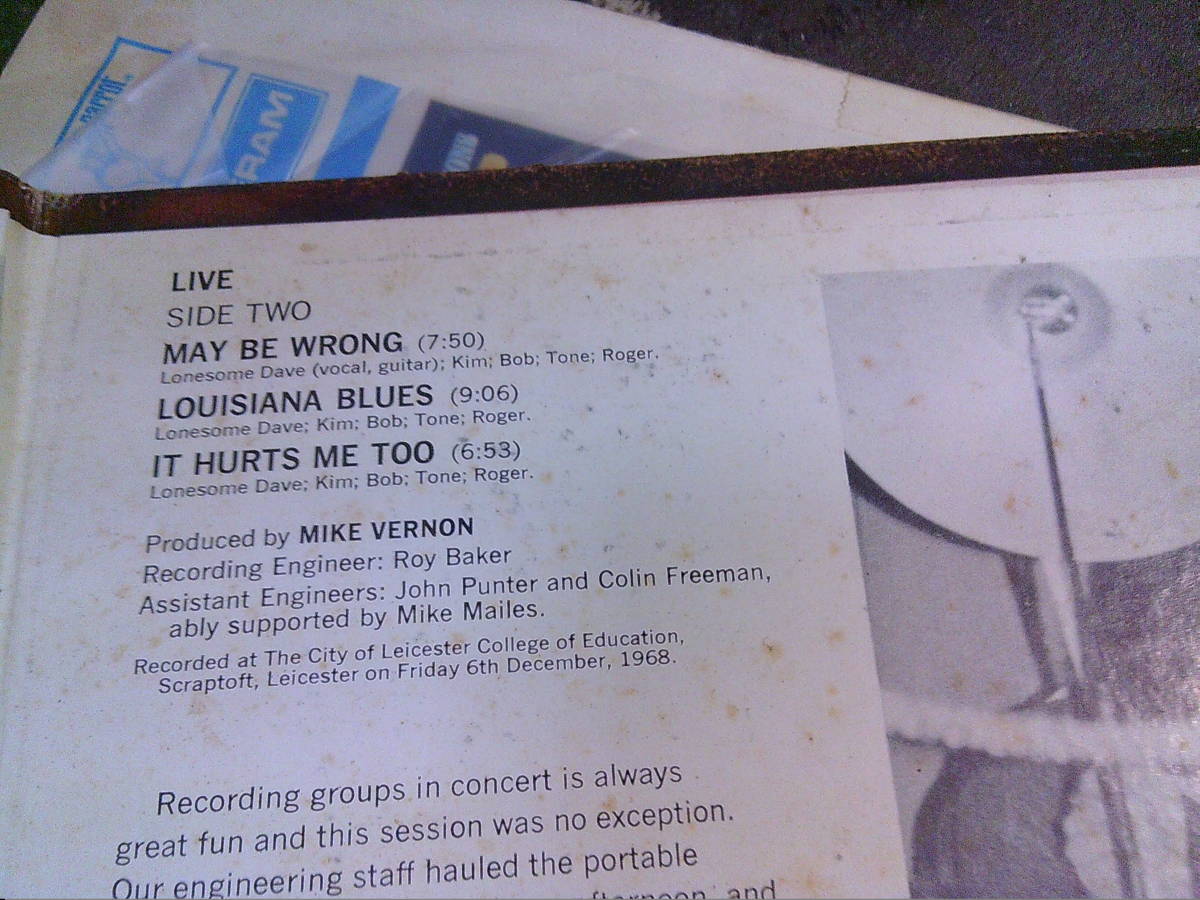 parrot
RAM
LIVE
SIDE TWO
MAY BE WRONG (7:50)
Lonesome Dave (vocal, guitar); Kim; Bob; Tone; Roger.
LOUISIANA BLUES (9:06)
Lonesome Dave; Kim; Bob; Tone; Roger.
IT HURTS ME TOO (6:53)
Lonesome Dave; Kim; Bob; Tone; Roger.
Produced by MIKE VERNON
Recording Engineer: Roy Baker
Assistant Engineers: John Punter and Colin Freeman,
ably supported by Mike Mailes.
Recorded at The City of Leicester College of Education,
Scraptoft, Leicester on Friday 6th December, 1968.
Recording groups in concert is always
great fun and this session was no exception.
Our engineering staff hauled the portable
afternoon and